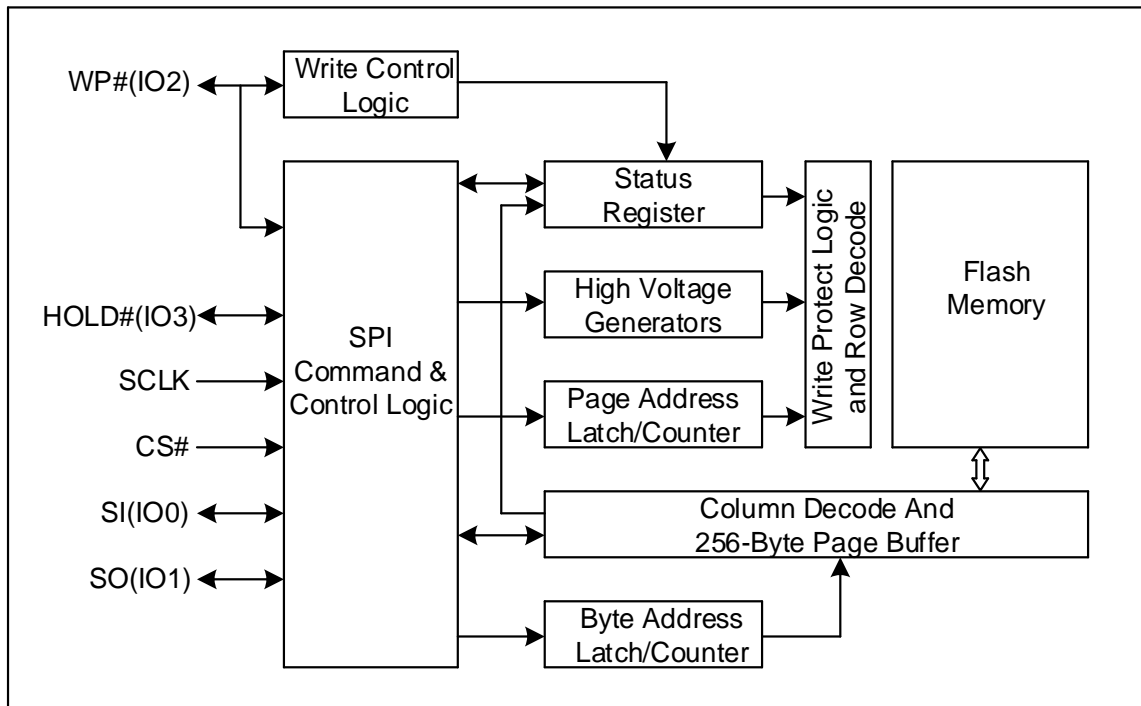 WP#(IO2)
Write Control
Logic
HOLD#(IO3)
SCLK
CS#
SI(IO0)
SO(IO1)
SPI
Command &
Control Logic
Status
Register
High Voltage
Generators
Page Address
Latch/Counter
Column Decode And
256-Byte Page Buffer
Byte Address
Latch/Counter
Write Protect Logic
and Row Decode
Flash
Memory